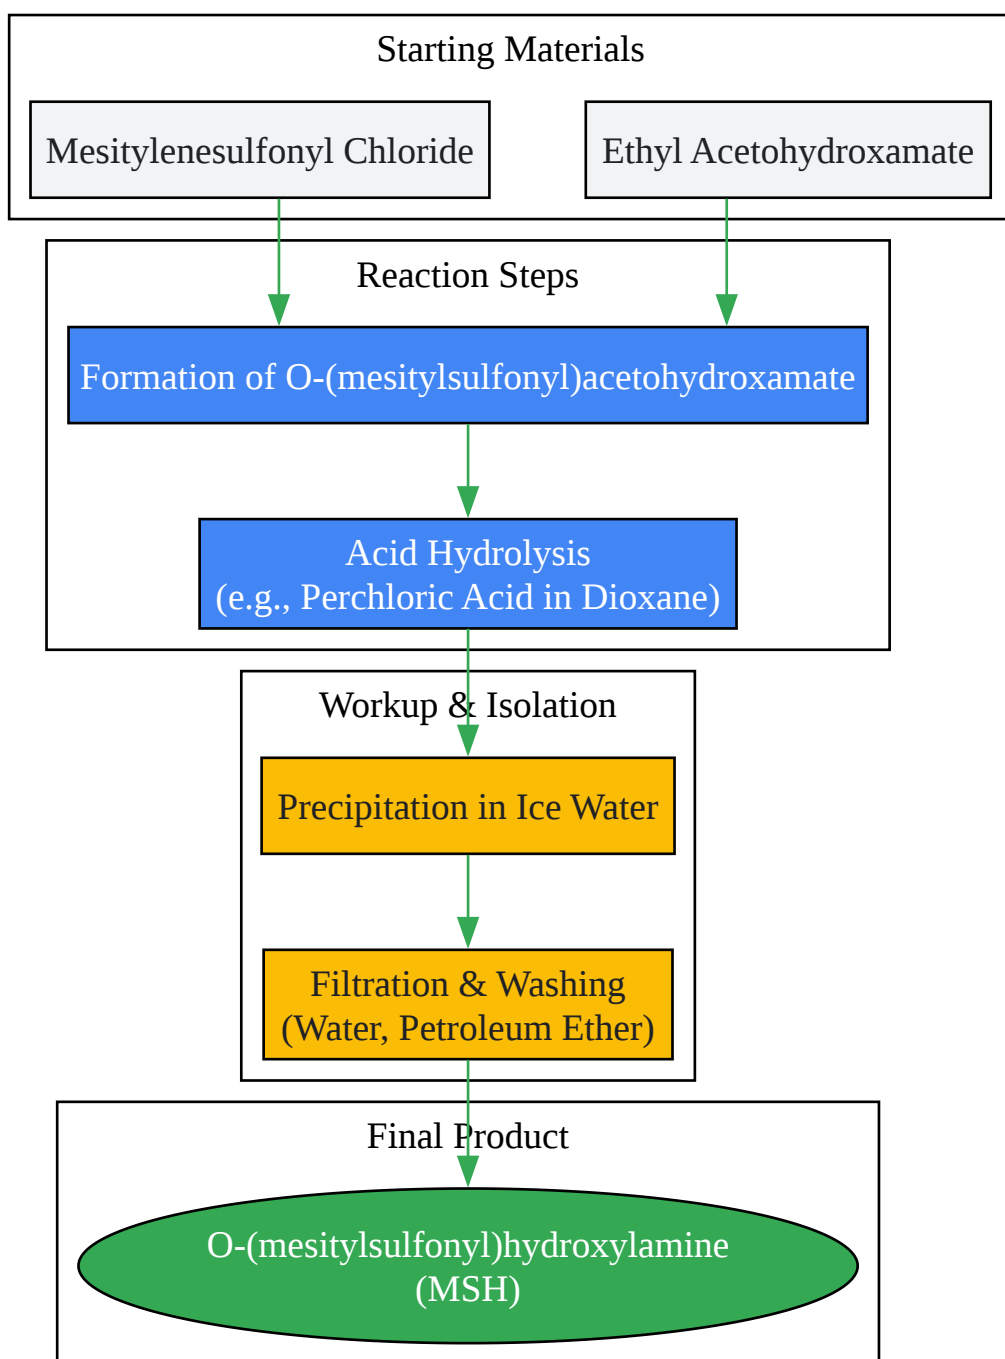 Starting Materials
Mesitylenesulfonyl Chloride
Ethyl Acetohydroxamate
Reaction Steps
Formation of O-(mesitylsulfonyl)acetohydroxamate
Acid Hydrolysis
(e.g., Perchloric Acid in Dioxane)
Workup & Isolation
Precipitation in Ice Water
Filtration & Washing
(Water, Petroleum Ether)
Final Product
O-(mesitylsulfonyl)hydroxylamine
(MSH)